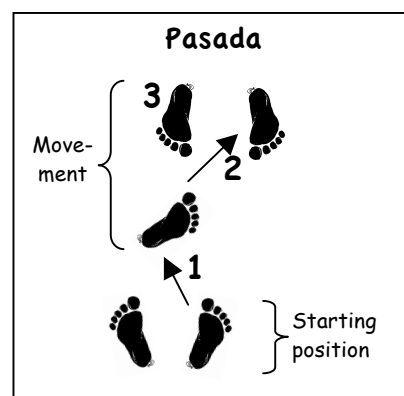 Pasada
3
Move-
ment
2
1
Starting
position